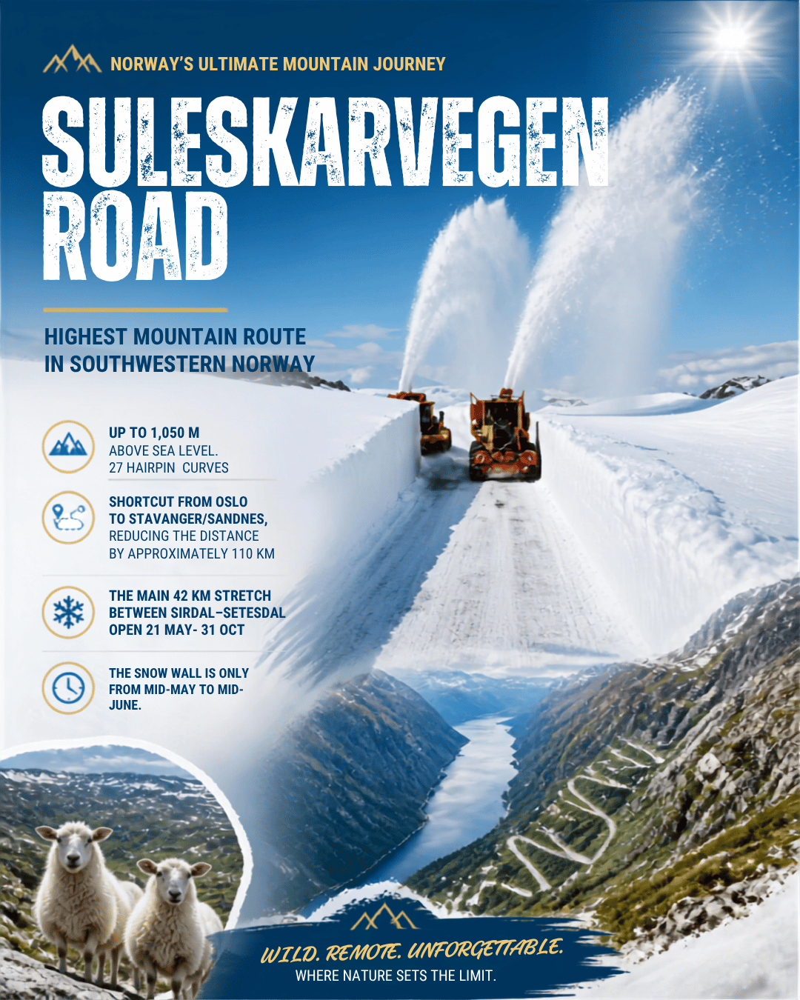 NORWAY’S ULTIMATE MOUNTAIN JOURNEY
SULESKARVEGEN
ROAD
HIGHEST MOUNTAIN ROUTE
IN SOUTHWESTERN NORWAY
UP TO 1,050 M
ABOVE SEA LEVEL.
27 HAIRPIN CURVES
SHORTCUT FROM OSLO
TO STAVANGER/SANDNES,
REDUCING THE DISTANCE
BY APPROXIMATELY 110 KM
THE MAIN 42 KM STRETCH
BETWEEN SIRDAL–SETESDAL
OPEN 21 MAY- 31 OCT
THE SNOW WALL IS ONLY
FROM MID-MAY TO MID-
JUNE.
WILD. REMOTE. UNFORGETTABLE.
WHERE NATURE SETS THE LIMIT.